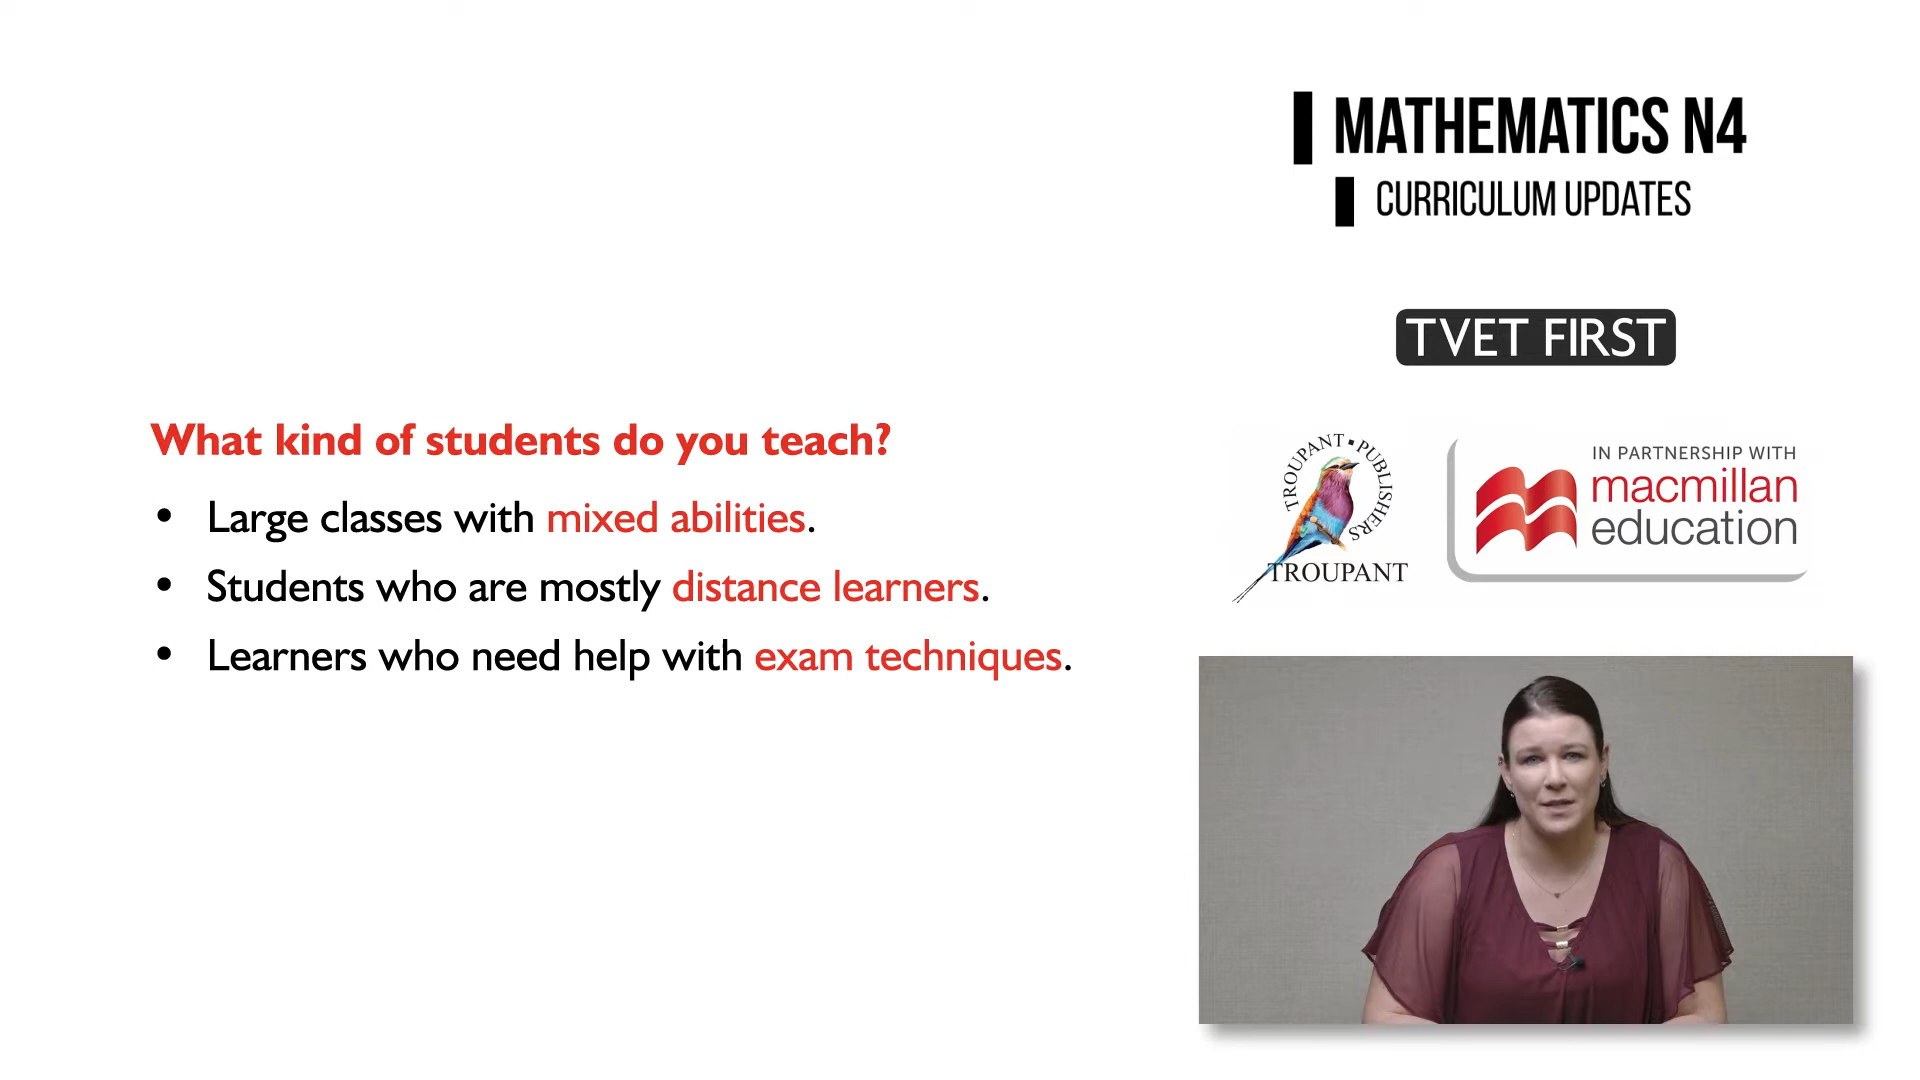 MATHEMATICS N4
CURRICULUM UPDATES
TVET FIRST
What kind of students do you teach?
• Large classes with mixed abilities.
• Students who are mostly distance learners.
• Learners who need help with exam techniques.
TROUPANT PUBLISHERS
TROUPANT
IN PARTNERSHIP WITH
macmillan
education